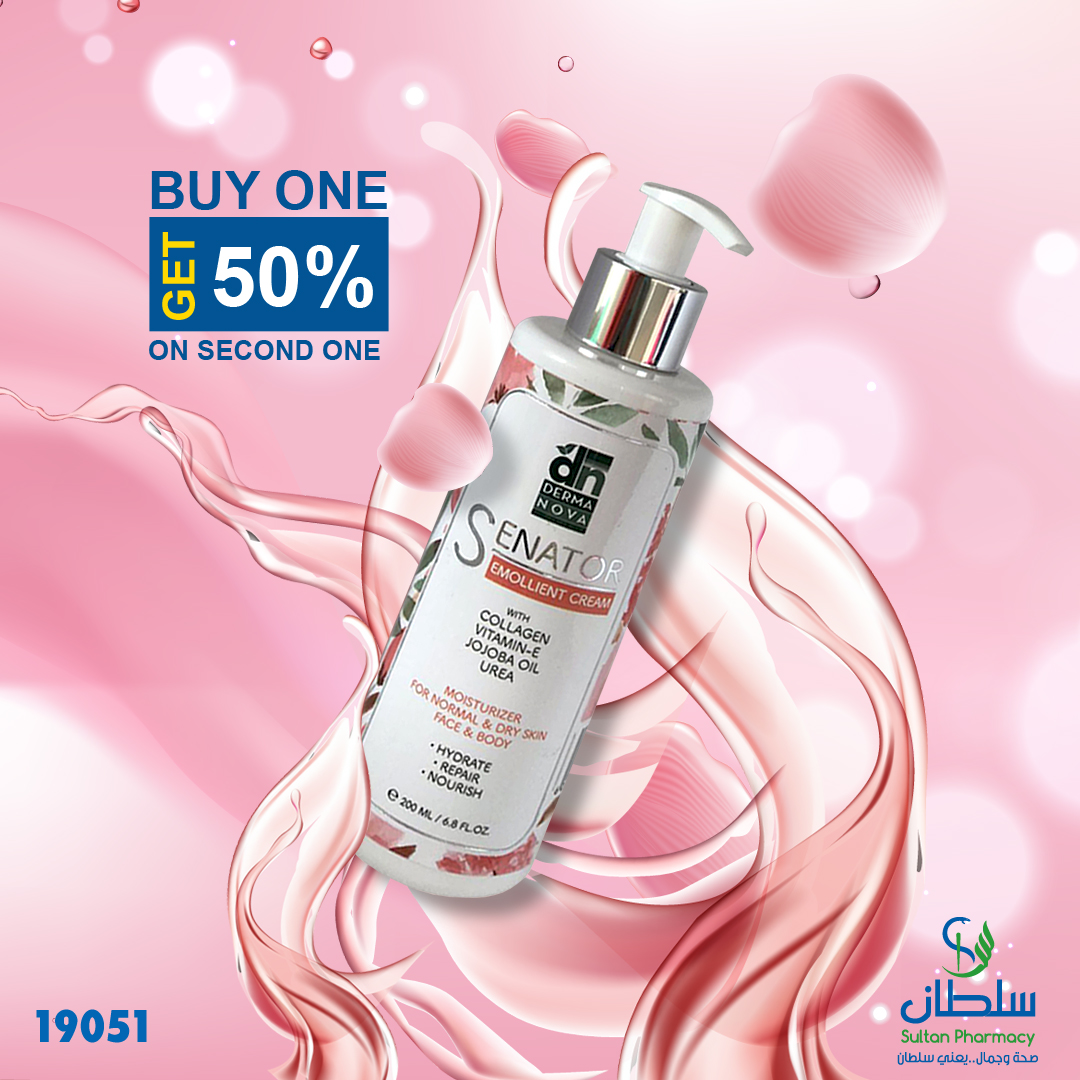 BUY ONE
GET 50%
ON SECOND ONE
dn
DERMA
NOVA
SENATOR
EMOLLIENT CREAM
WITH
COLLAGEN
VITAMIN-E
JOJOBA OIL
UREA
MOISTURIZER
FOR NORMAL & DRY SKIN
FACE & BODY
• HYDRATE
• REPAIR
• NOURISH
℮ 200 ML / 6.8 FL.OZ.
19051
سلطان
Sultan Pharmacy
صحة وجمال..يعني سلطان